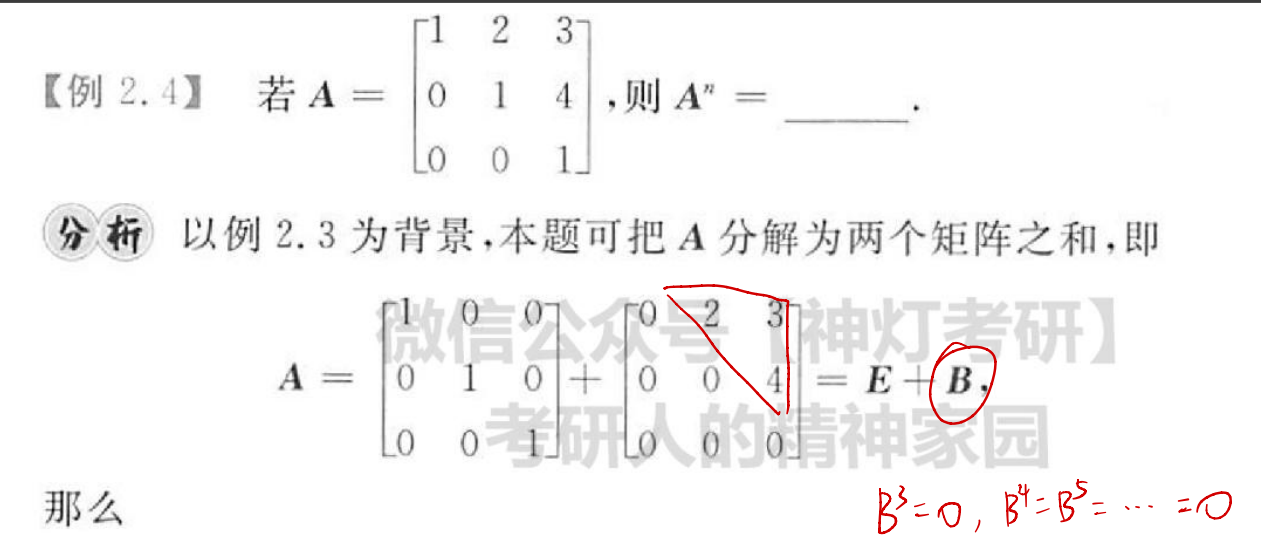 【例 2.4】 若 A = [1 2 3; 0 1 4; 0 0 1], 则 Aⁿ = ______.
分析 以例 2.3 为背景,本题可把 A 分解为两个矩阵之和,即
微信公众号【神灯考研】
A = [1 0 0; 0 1 0; 0 0 1] + [0 2 3; 0 0 4; 0 0 0] = E + B,
考研人的精神家园
那么
B³=0, B⁴=B⁵=…=0